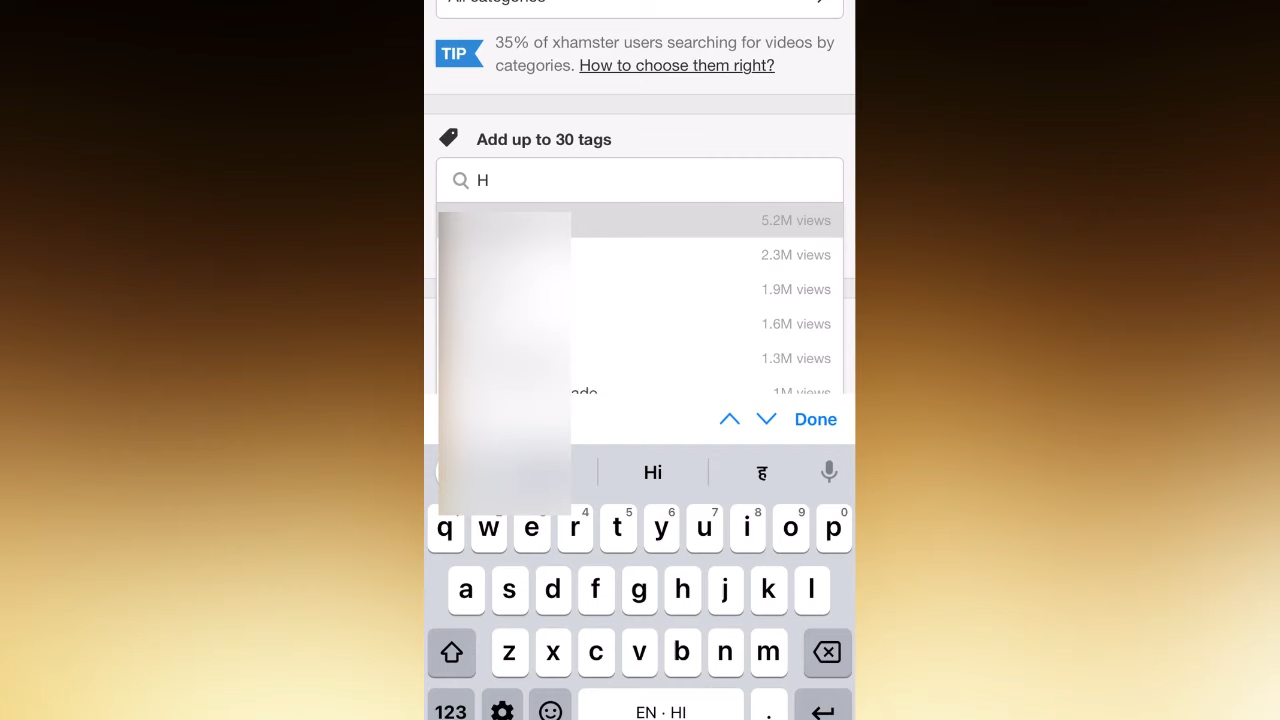 TIP
35% of xhamster users searching for videos by
categories. How to choose them right?
Add up to 30 tags
H
5.2M views
2.3M views
1.9M views
1.6M views
1.3M views
1M views
Done
Hi
ह
q w e r t y u i o p
4 5 6 7 8 9 0
a s d f g h j k l
z x c v b n m
123
EN · HI
.